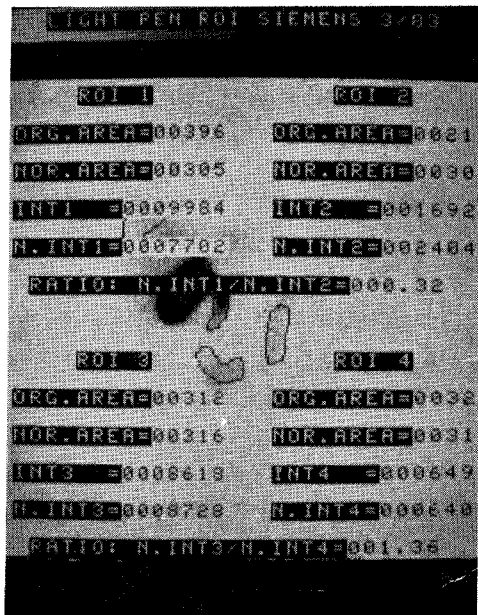 LIGHT PEN ROI SIEMENS 3/83
ROI 1 ROI 2
ORG.AREA=00396 ORG.AREA=0021
NOR.AREA=00305 NOR.AREA=0030
INT1 =0009984 INT2 =001692
N.INT1=0007702 N.INT2=002404
RATIO: N.INT1/N.INT2=000.32
ROI 3 ROI 4
ORG.AREA=00312 ORG.AREA=0032
NOR.AREA=00316 NOR.AREA=0031
INT3 =0008618 INT4 =000649
N.INT3=0008728 N.INT4=000640
RATIO: N.INT3/N.INT4=001.36